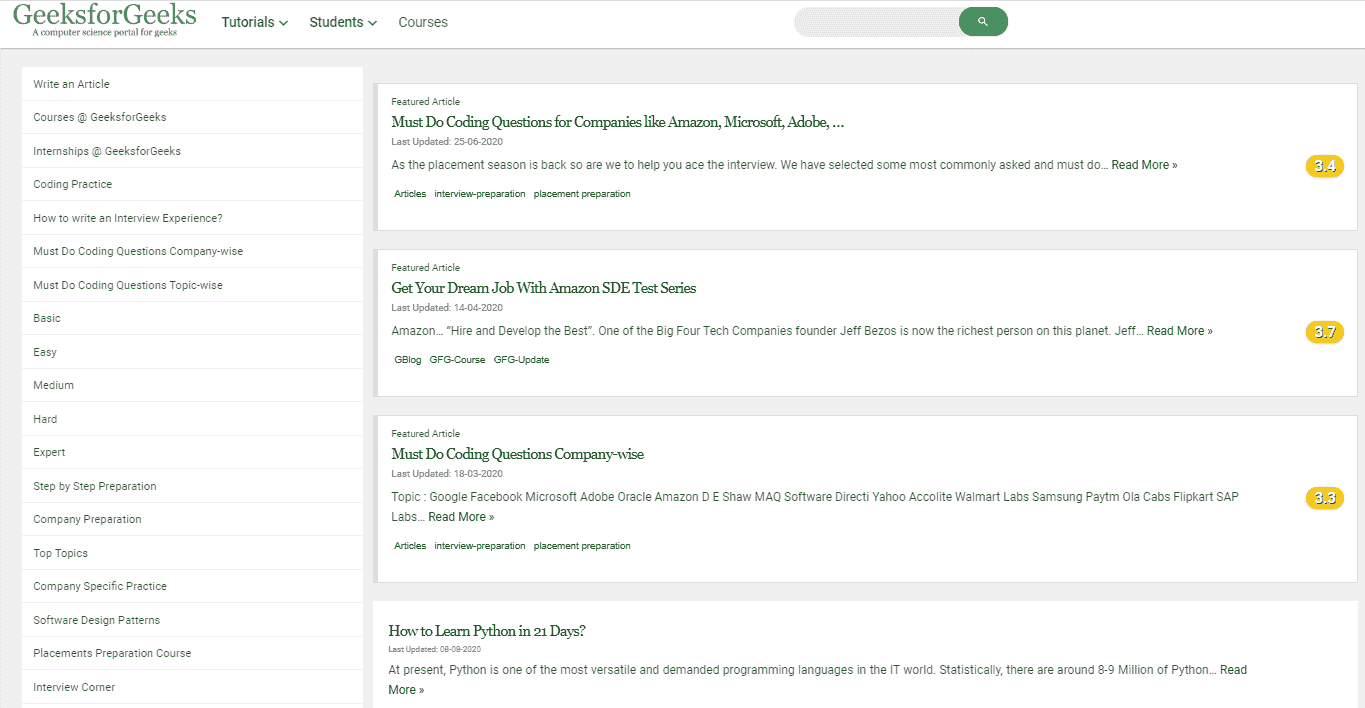 GeeksforGeeks
A computer science portal for geeks
Tutorials
Students
Courses
Write an Article
Courses @ GeeksforGeeks
Internships @ GeeksforGeeks
Coding Practice
How to write an Interview Experience?
Must Do Coding Questions Company-wise
Must Do Coding Questions Topic-wise
Basic
Easy
Medium
Hard
Expert
Step by Step Preparation
Company Preparation
Top Topics
Company Specific Practice
Software Design Patterns
Placements Preparation Course
Interview Corner
Featured Article
Must Do Coding Questions for Companies like Amazon, Microsoft, Adobe, …
Last Updated: 25-06-2020
As the placement season is back so are we to help you ace the interview. We have selected some most commonly asked and must do… Read More »
3.4
Articles interview-preparation placement preparation
Featured Article
Get Your Dream Job With Amazon SDE Test Series
Last Updated: 14-04-2020
Amazon… “Hire and Develop the Best”. One of the Big Four Tech Companies founder Jeff Bezos is now the richest person on this planet. Jeff… Read More »
3.7
GBlog GFG-Course GFG-Update
Featured Article
Must Do Coding Questions Company-wise
Last Updated: 18-03-2020
Topic : Google Facebook Microsoft Adobe Oracle Amazon D E Shaw MAQ Software Directi Yahoo Accolite Walmart Labs Samsung Paytm Ola Cabs Flipkart SAP
Labs… Read More »
3.3
Articles interview-preparation placement preparation
How to Learn Python in 21 Days?
Last Updated: 08-08-2020
At present, Python is one of the most versatile and demanded programming languages in the IT world. Statistically, there are around 8-9 Million of Python… Read
More »